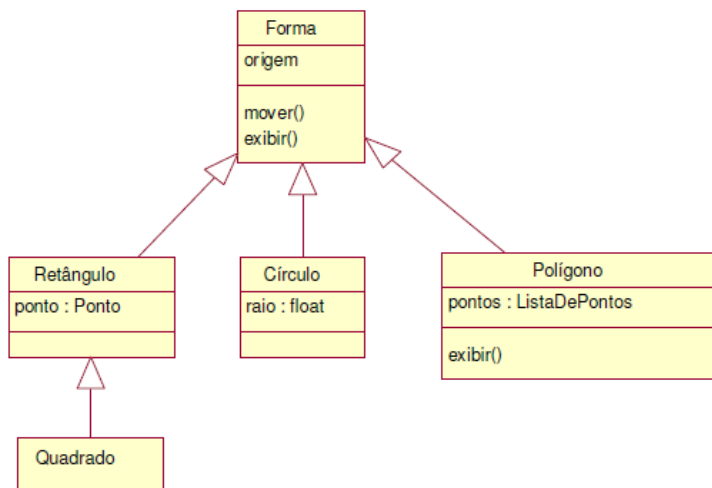 Forma
origem
mover()
exibir()
Retângulo
ponto : Ponto
Círculo
raio : float
Polígono
pontos : ListaDePontos
exibir()
Quadrado